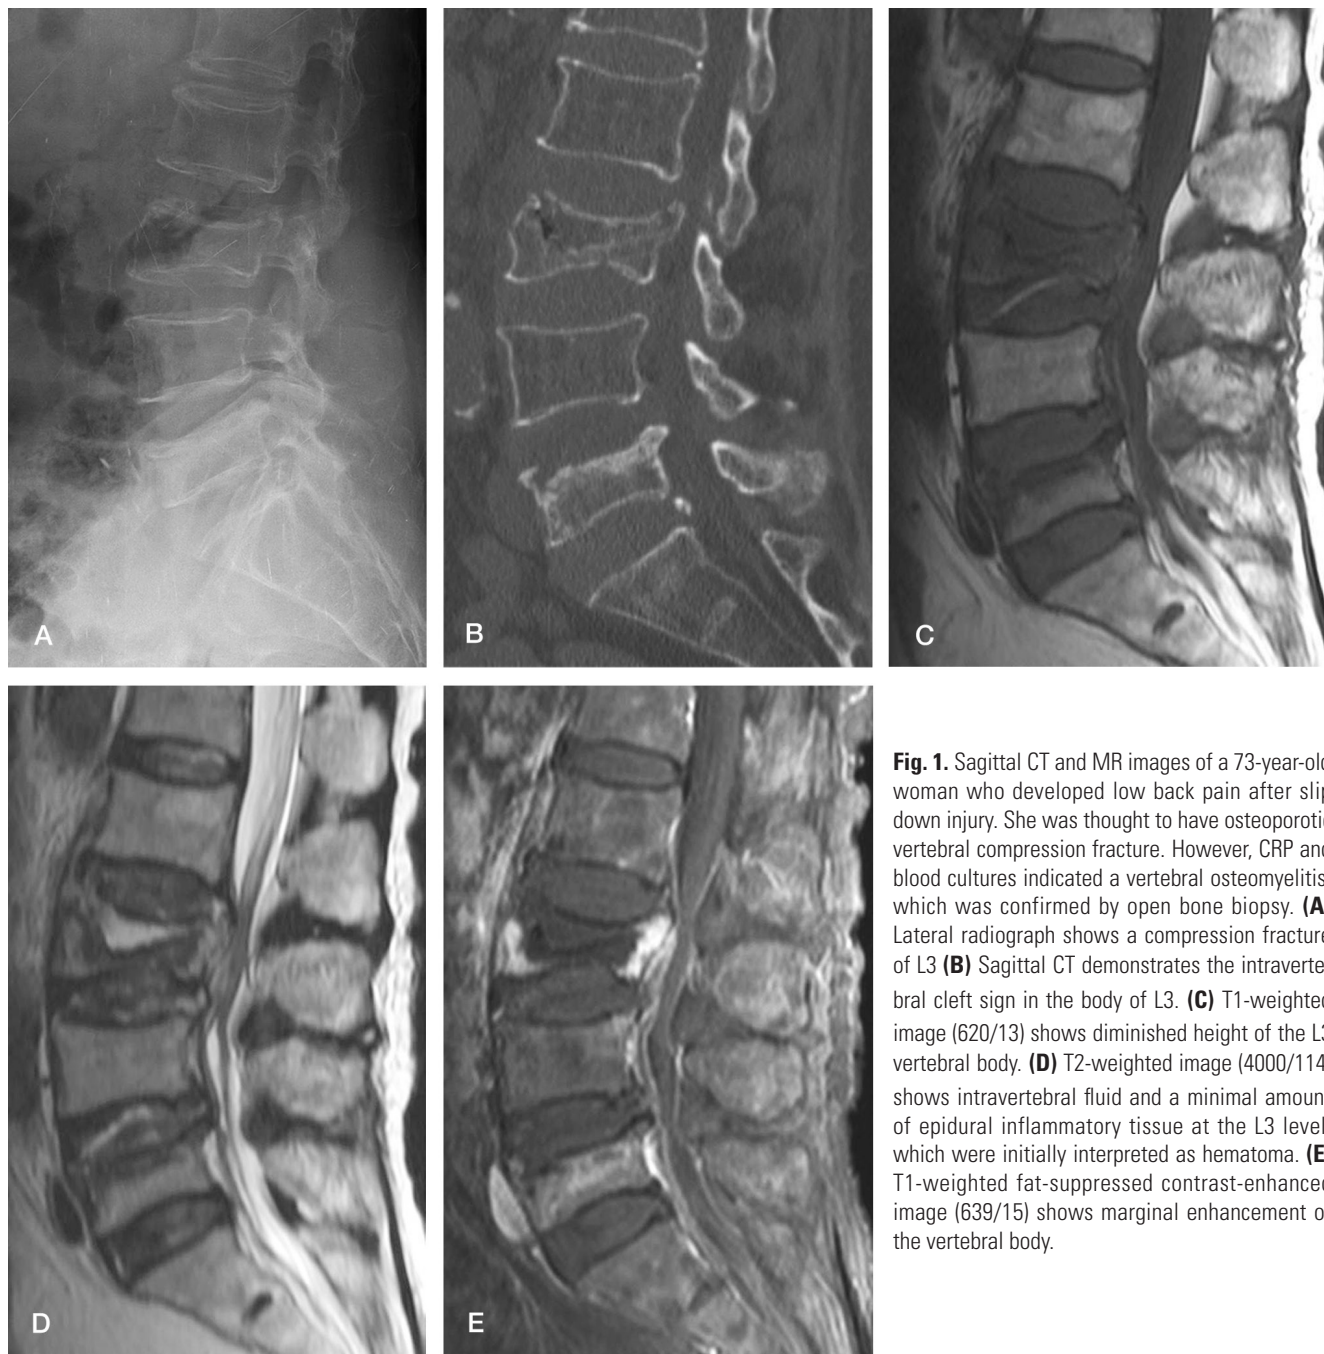 A
B
C
D
E
Fig. 1. Sagittal CT and MR images of a 73-year-old
woman who developed low back pain after slip
down injury. She was thought to have osteoporotic
vertebral compression fracture. However, CRP and
blood cultures indicated a vertebral osteomyelitis,
which was confirmed by open bone biopsy. (A)
Lateral radiograph shows a compression fracture
of L3 (B) Sagittal CT demonstrates the intraverte-
bral cleft sign in the body of L3. (C) T1-weighted
image (620/13) shows diminished height of the L3
vertebral body. (D) T2-weighted image (4000/114)
shows intravertebral fluid and a minimal amount
of epidural inflammatory tissue at the L3 level,
which were initially interpreted as hematoma. (E)
T1-weighted fat-suppressed contrast-enhanced
image (639/15) shows marginal enhancement of
the vertebral body.